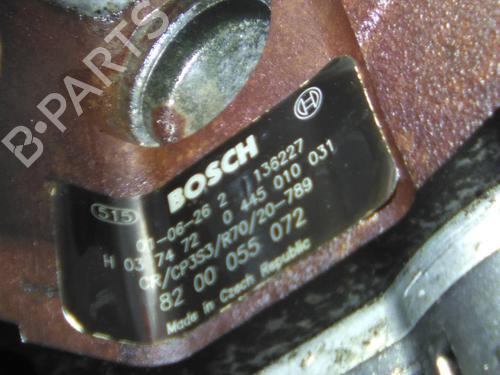 B-PARTS
BOSCH
515
01-06-26 2 136227
H 03 74 72 0 445 010 031
CR/CP3S3/R70/20-789
82 00 055 072
Made in Czech Republic